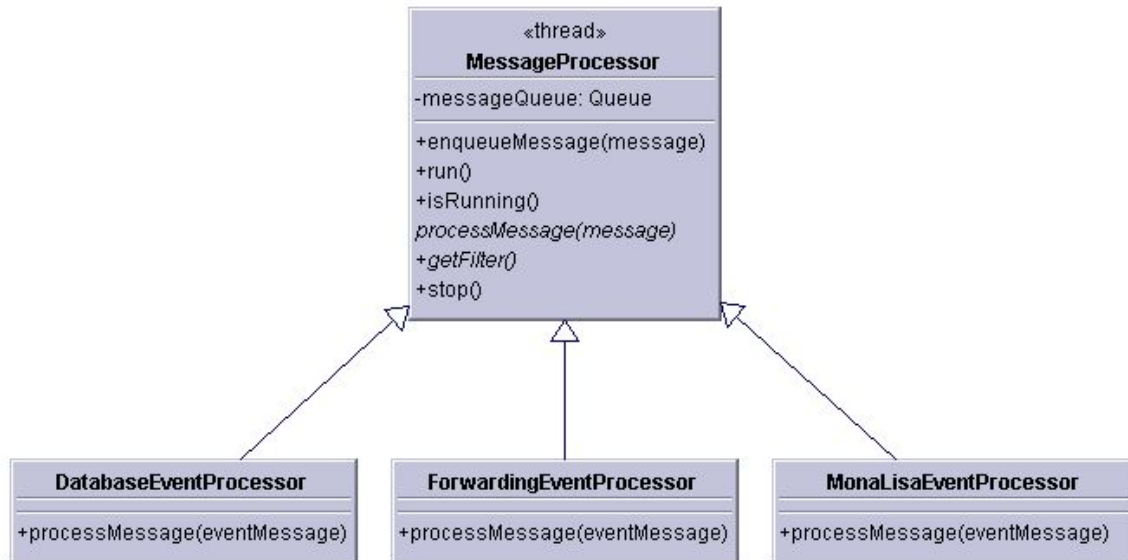 «thread»
MessageProcessor
-messageQueue: Queue
+enqueueMessage(message)
+run()
+isRunning()
processMessage(message)
+getFilter()
+stop()
DatabaseEventProcessor
+processMessage(eventMessage)
ForwardingEventProcessor
+processMessage(eventMessage)
MonaLisaEventProcessor
+processMessage(eventMessage)